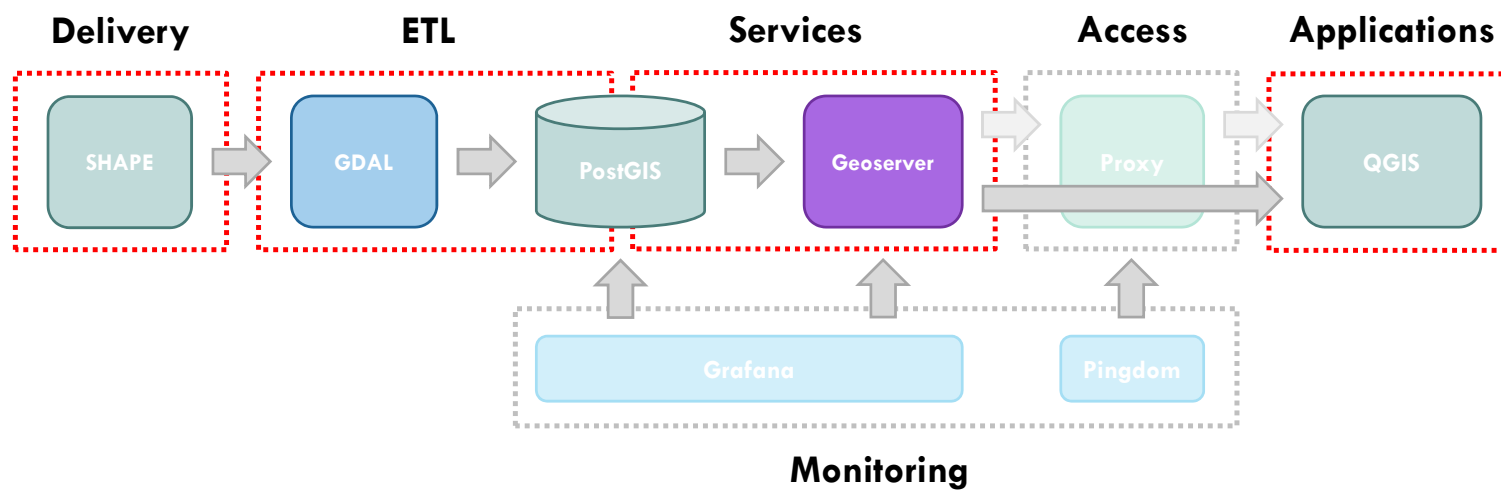 Delivery
ETL
Services
Access
Applications
SHAPE
GDAL
PostGIS
Geoserver
Proxy
QGIS
Grafana
Pingdom
Monitoring